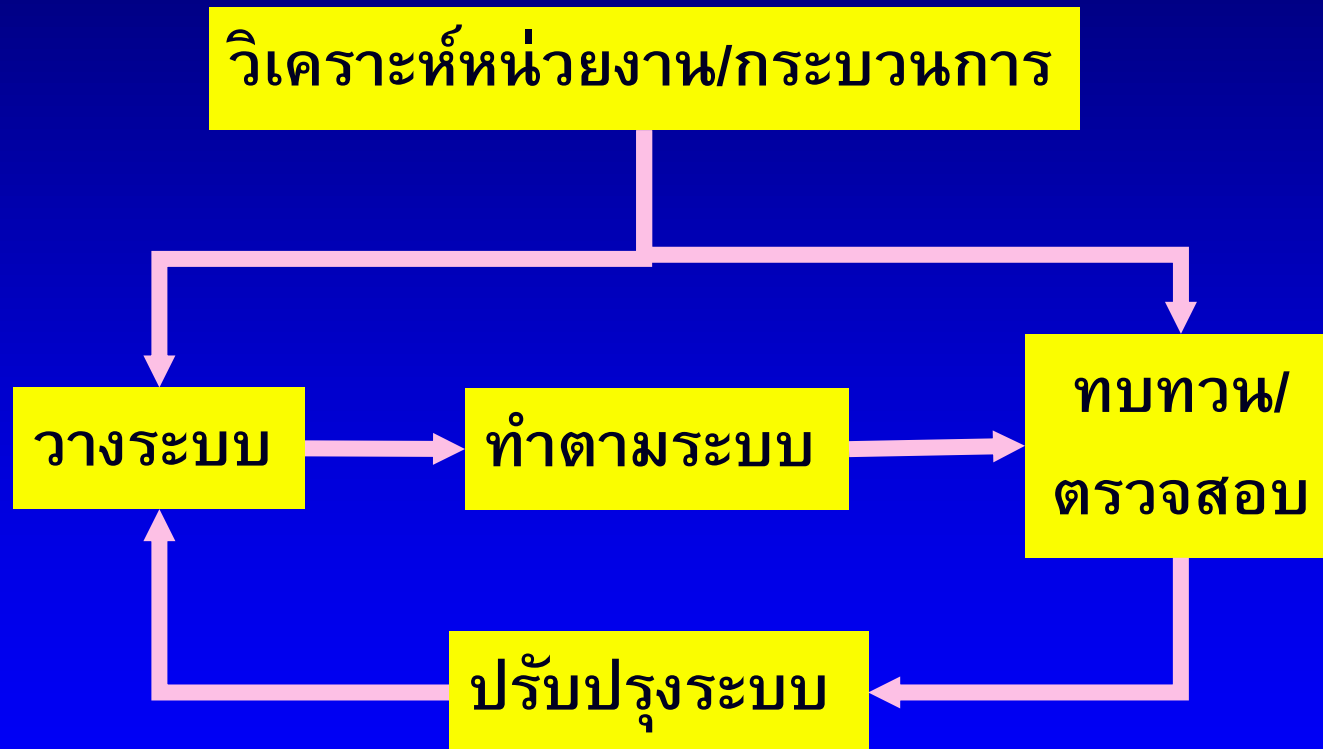 วิเคราะห์หน่วยงาน/กระบวนการ
วางระบบ
ทำตามระบบ
ทบทวน/
ตรวจสอบ
ปรับปรุงระบบ